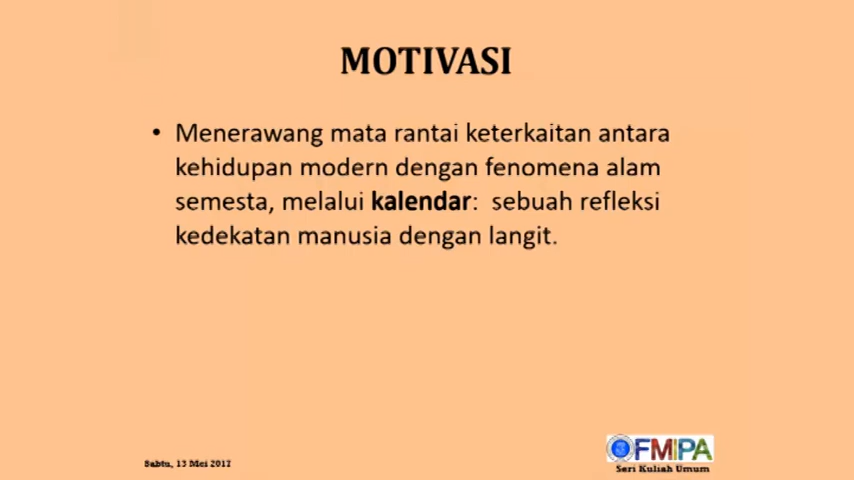 MOTIVASI
• Menerawang mata rantai keterkaitan antara
kehidupan modern dengan fenomena alam
semesta, melalui kalendar: sebuah refleksi
kedekatan manusia dengan langit.
FMIPA
Sabtu, 13 Mei 2017
Seri Kuliah Umum